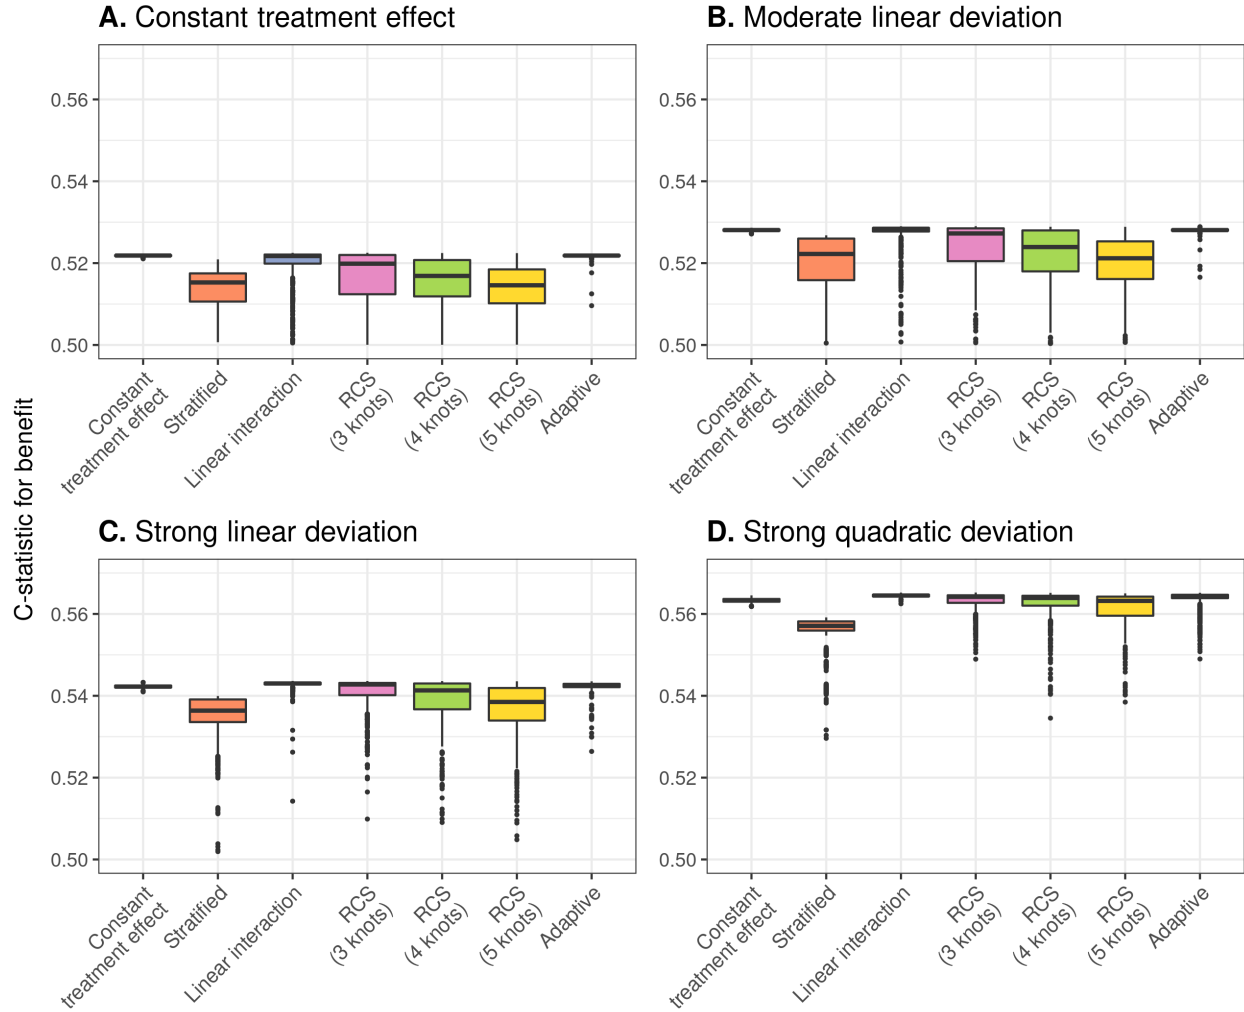 A. Constant treatment effect
B. Moderate linear deviation
0.56
0.54
0.52
0.50
Constant
treatment effect
Stratified
Linear interaction
RCS
(3 knots)
RCS
(4 knots)
RCS
(5 knots)
Adaptive
0.56
0.54
0.52
0.50
Constant
treatment effect
Stratified
Linear interaction
RCS
(3 knots)
RCS
(4 knots)
RCS
(5 knots)
Adaptive
C-statistic for benefit
C. Strong linear deviation
D. Strong quadratic deviation
0.56
0.54
0.52
0.50
Constant
treatment effect
Stratified
Linear interaction
RCS
(3 knots)
RCS
(4 knots)
RCS
(5 knots)
Adaptive
0.56
0.54
0.52
0.50
Constant
treatment effect
Stratified
Linear interaction
RCS
(3 knots)
RCS
(4 knots)
RCS
(5 knots)
Adaptive